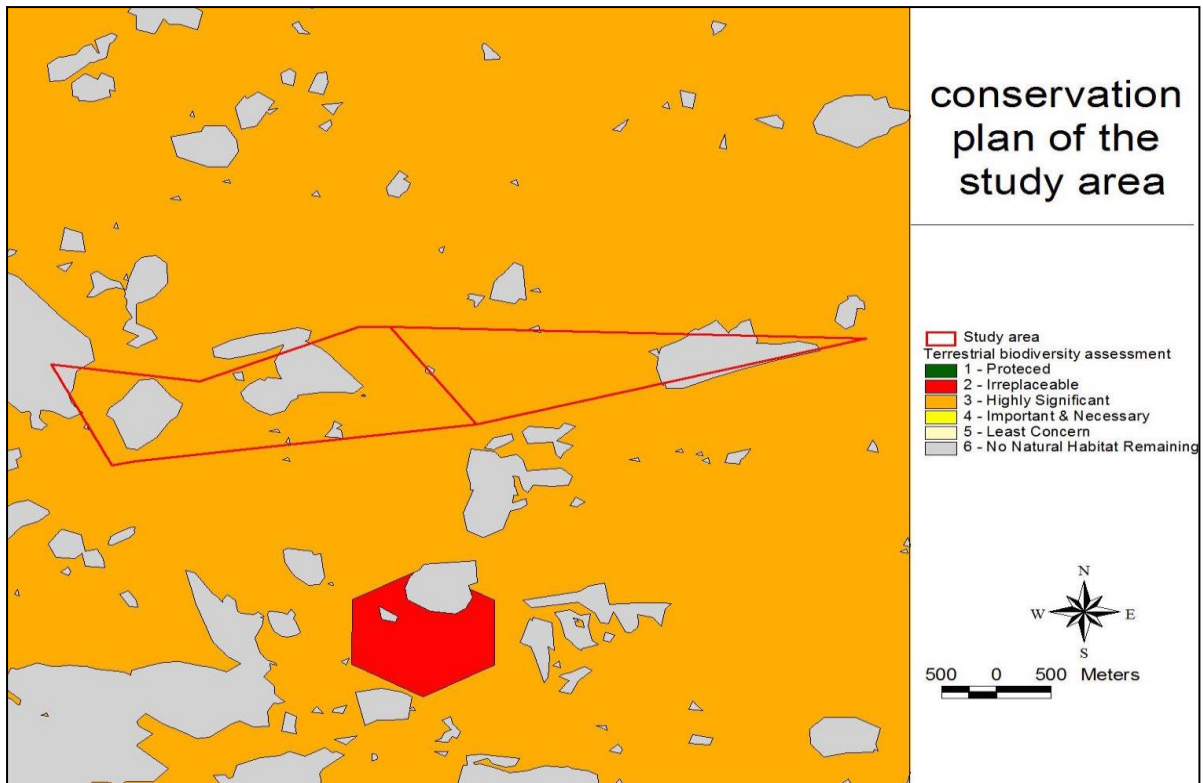 conservation
plan of the
study area
Study area
Terrestrial biodiversity assessment
1 - Proteced
2 - Irreplaceable
3 - Highly Significant
4 - Important & Necessary
5 - Least Concern
6 - No Natural Habitat Remaining
N
W E
S
500 0 500 Meters